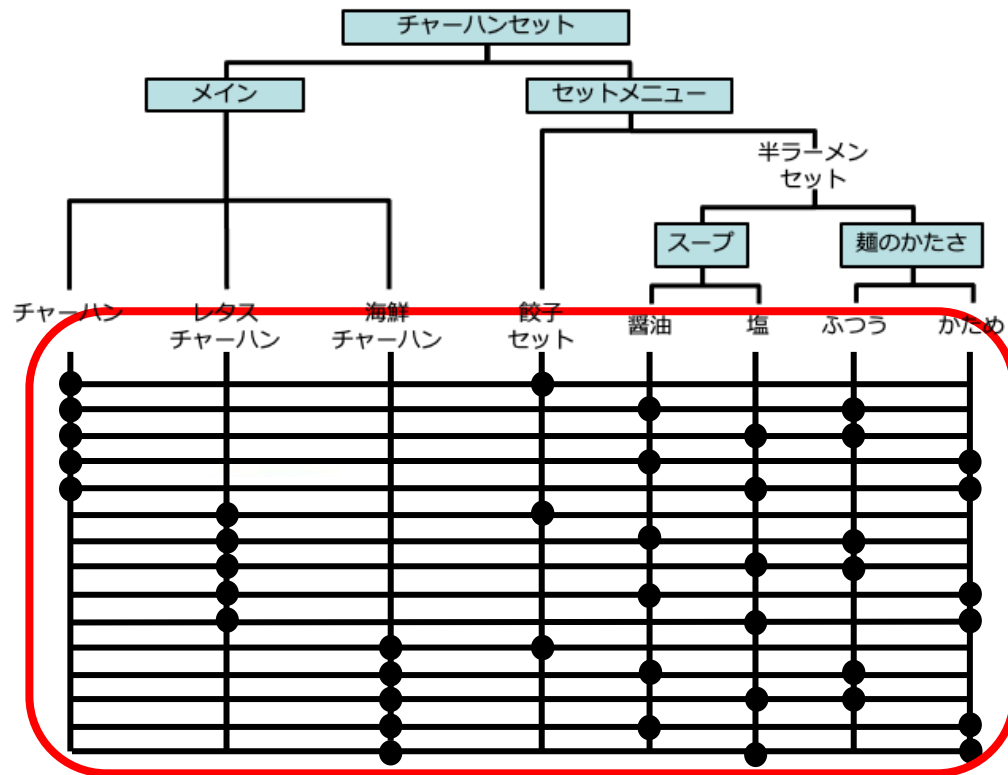 チャーハンセット
メイン
セットメニュー
半ラーメン
セット
スープ
麺のかたさ
チャーハン
レタス
チャーハン
海鮮
チャーハン
餃子
セット
醤油
塩
ふつう
かため